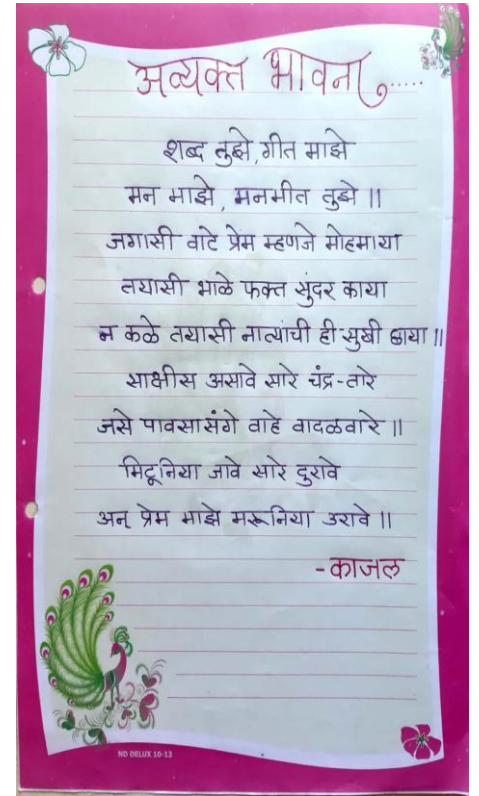 अव्यक्त भावना.....
शब्द तुझे, गीत माझे
मन माझे, मनमीत तुझे ॥
जगासी वाटे प्रेम म्हणजे मोहमाया
तयासी भाळे फक्त सुंदर काया
न कळे तयासी नात्यांची ही सुखी छाया ॥
साक्षीस असावे सारे चंद्र-तारे
जसे पावसासंगे वाहे वादळवारे ॥
मिटूनिया जावे सारे दुरावे
अन् प्रेम माझे मरूनिया उरावे ॥
-काजल
ND DELUX 10-13